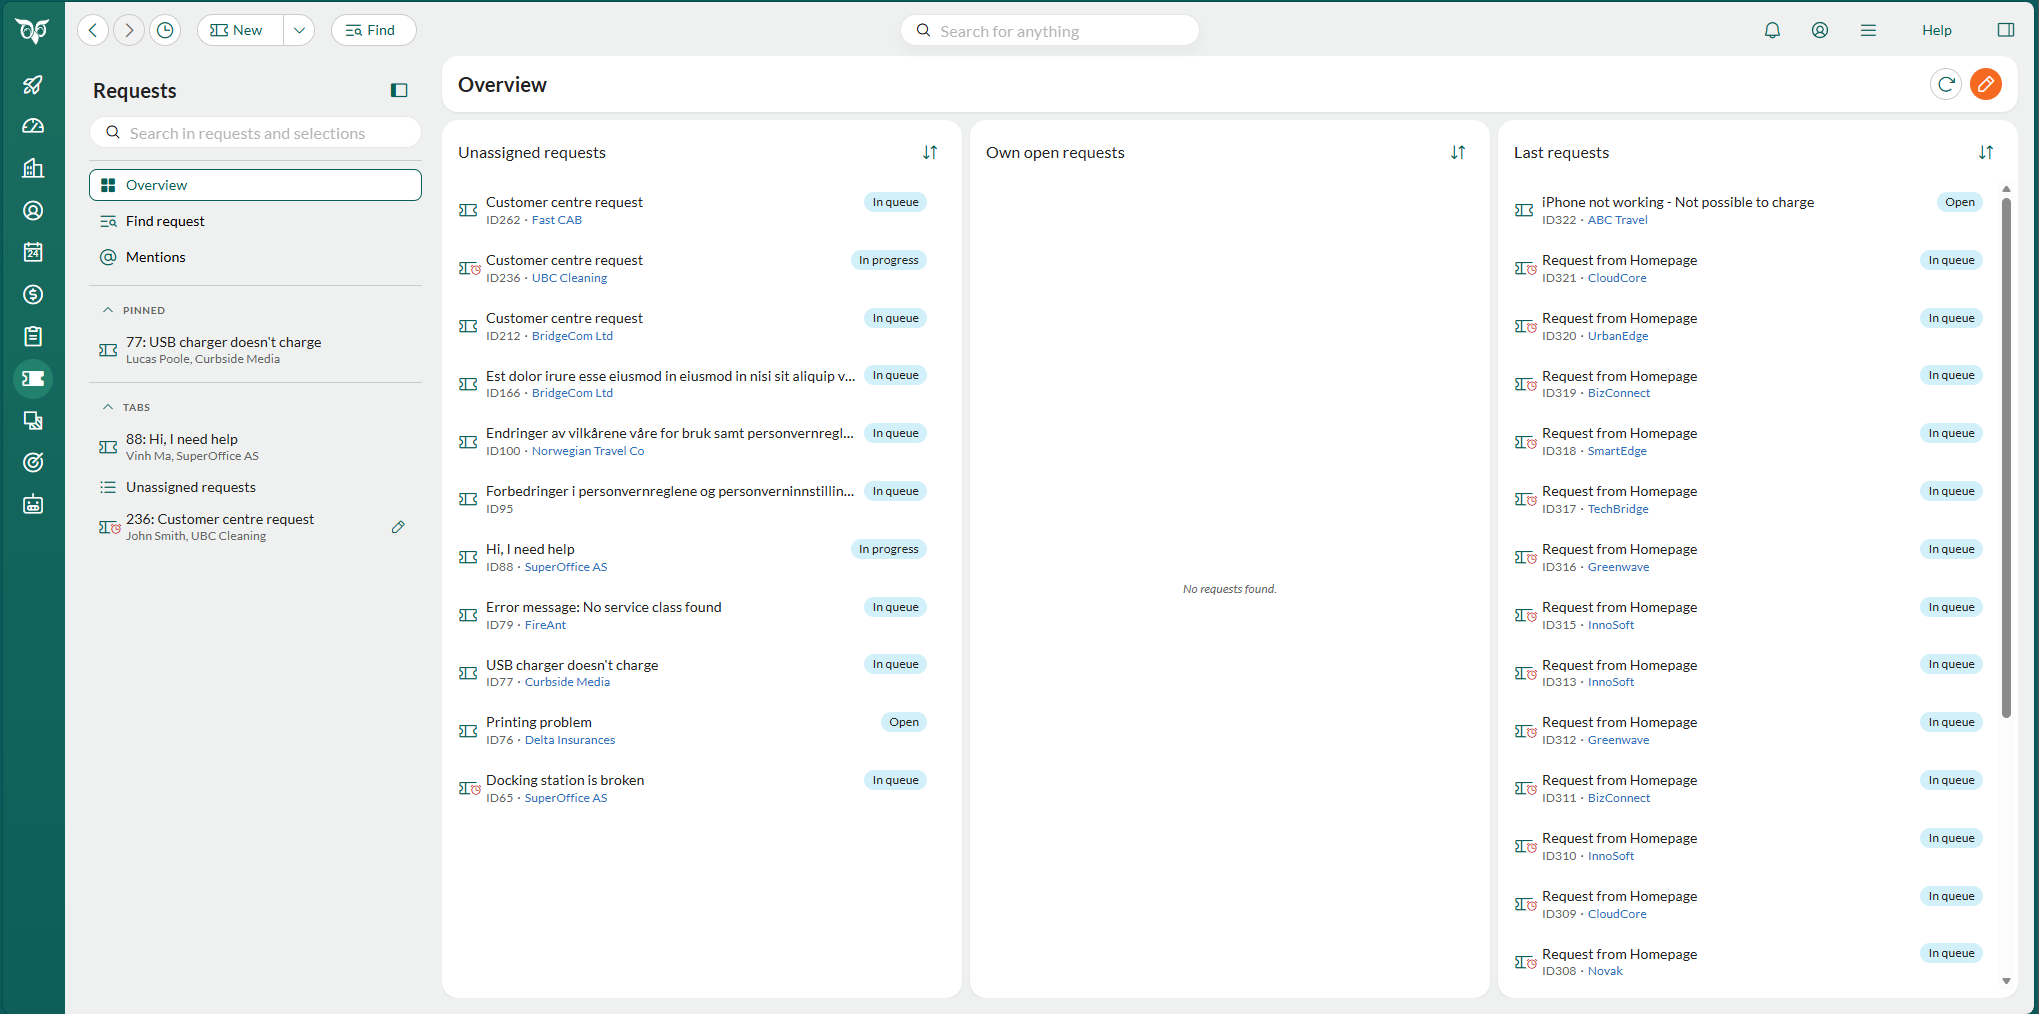 New
Find
Search for anything
Help
Requests
Search in requests and selections
Overview
Find request
Mentions
PINNED
77: USB charger doesn't charge
Lucas Poole, Curbside Media
TABS
88: Hi, I need help
Vinh Ma, SuperOffice AS
Unassigned requests
236: Customer centre request
John Smith, UBC Cleaning
24
Overview
Unassigned requests
Customer centre request In queue
ID262 · Fast CAB
Customer centre request In progress
ID236 · UBC Cleaning
Customer centre request In queue
ID212 · BridgeCom Ltd
Est dolor irure esse eiusmod in eiusmod in nisi sit aliquip v... In queue
ID166 · BridgeCom Ltd
Endringer av vilkårene våre for bruk samt personvernregl... In queue
ID100 · Norwegian Travel Co
Forbedringer i personvernreglene og personverninnstillin... In queue
ID95
Hi, I need help In progress
ID88 · SuperOffice AS
Error message: No service class found In queue
ID79 · FireAnt
USB charger doesn't charge In queue
ID77 · Curbside Media
Printing problem Open
ID76 · Delta Insurances
Docking station is broken In queue
ID65 · SuperOffice AS
Own open requests
No requests found.
Last requests
iPhone not working - Not possible to charge Open
ID322 · ABC Travel
Request from Homepage In queue
ID321 · CloudCore
Request from Homepage In queue
ID320 · UrbanEdge
Request from Homepage In queue
ID319 · BizConnect
Request from Homepage In queue
ID318 · SmartEdge
Request from Homepage In queue
ID317 · TechBridge
Request from Homepage In queue
ID316 · Greenwave
Request from Homepage In queue
ID315 · InnoSoft
Request from Homepage In queue
ID313 · InnoSoft
Request from Homepage In queue
ID312 · Greenwave
Request from Homepage In queue
ID311 · BizConnect
Request from Homepage In queue
ID310 · InnoSoft
Request from Homepage In queue
ID309 · CloudCore
Request from Homepage In queue
ID308 · Novak